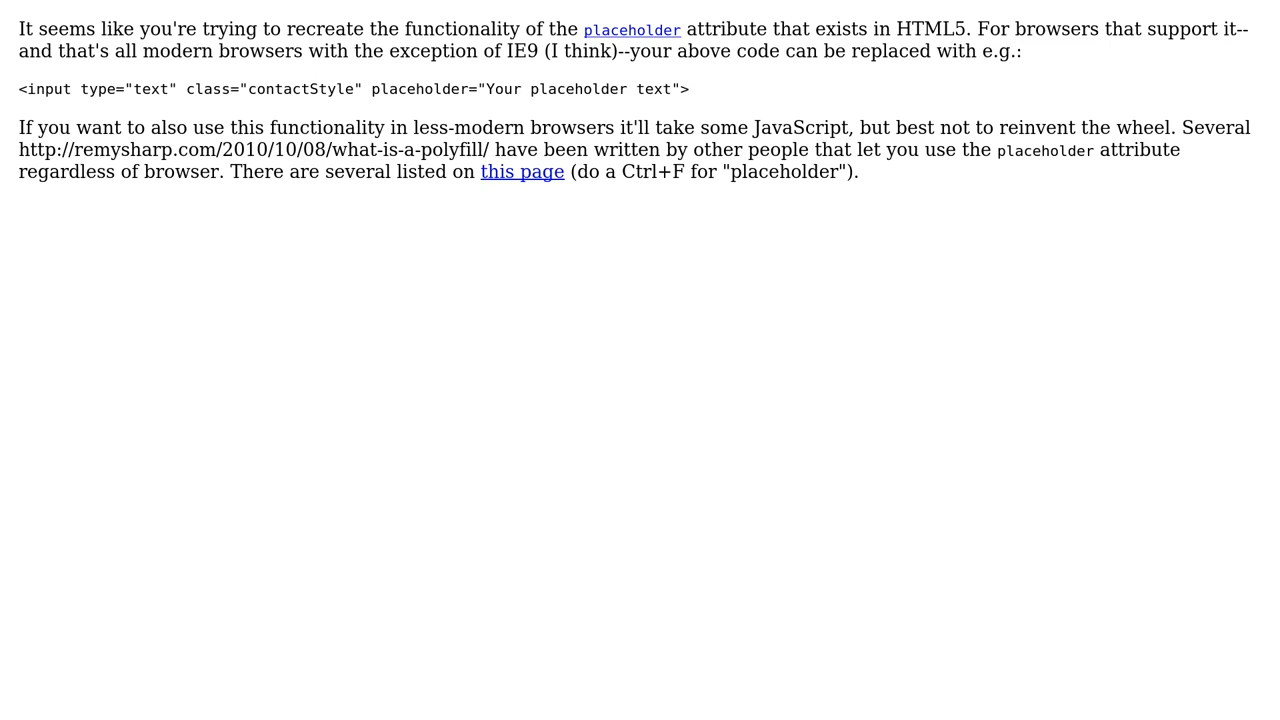 It seems like you're trying to recreate the functionality of the placeholder attribute that exists in HTML5. For browsers that support it--
and that's all modern browsers with the exception of IE9 (I think)--your above code can be replaced with e.g.:
<input type="text" class="contactStyle" placeholder="Your placeholder text">
If you want to also use this functionality in less-modern browsers it'll take some JavaScript, but best not to reinvent the wheel. Several
http://remysharp.com/2010/10/08/what-is-a-polyfill/ have been written by other people that let you use the placeholder attribute
regardless of browser. There are several listed on this page (do a Ctrl+F for "placeholder").